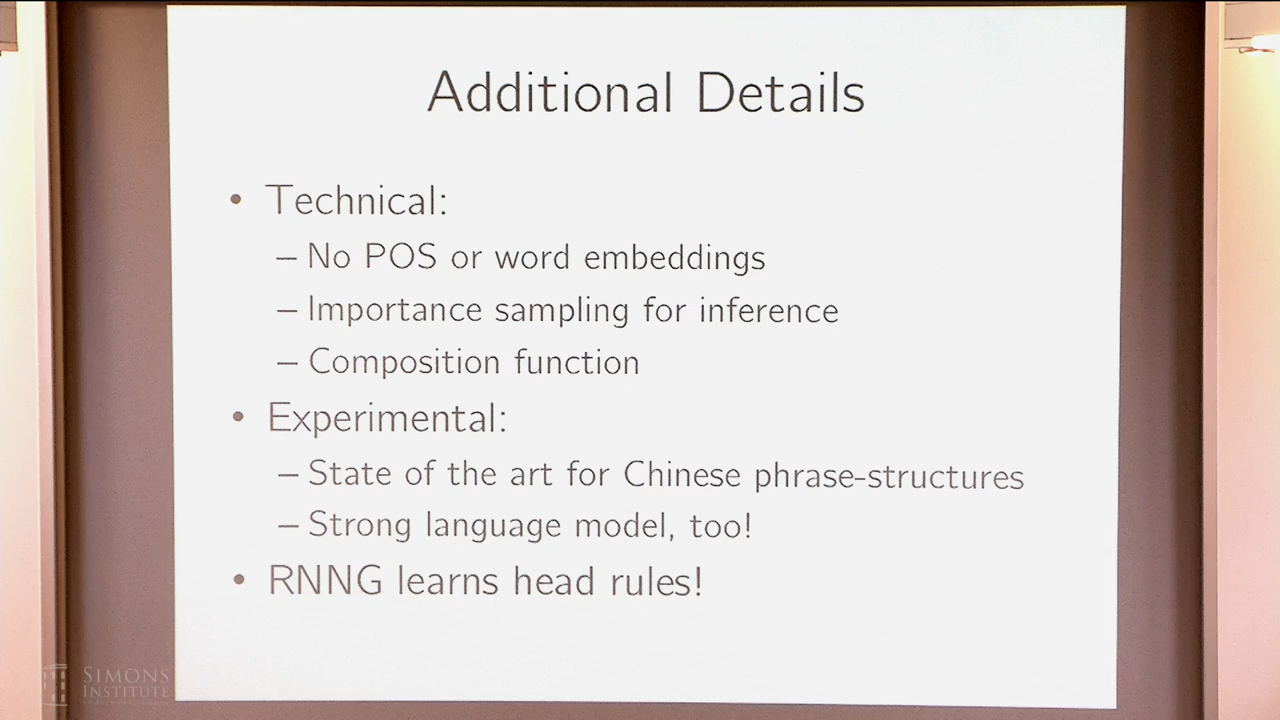 Additional Details
• Technical:
– No POS or word embeddings
– Importance sampling for inference
– Composition function
• Experimental:
– State of the art for Chinese phrase-structures
– Strong language model, too!
• RNNG learns head rules!
SIMONS
INSTITUTE